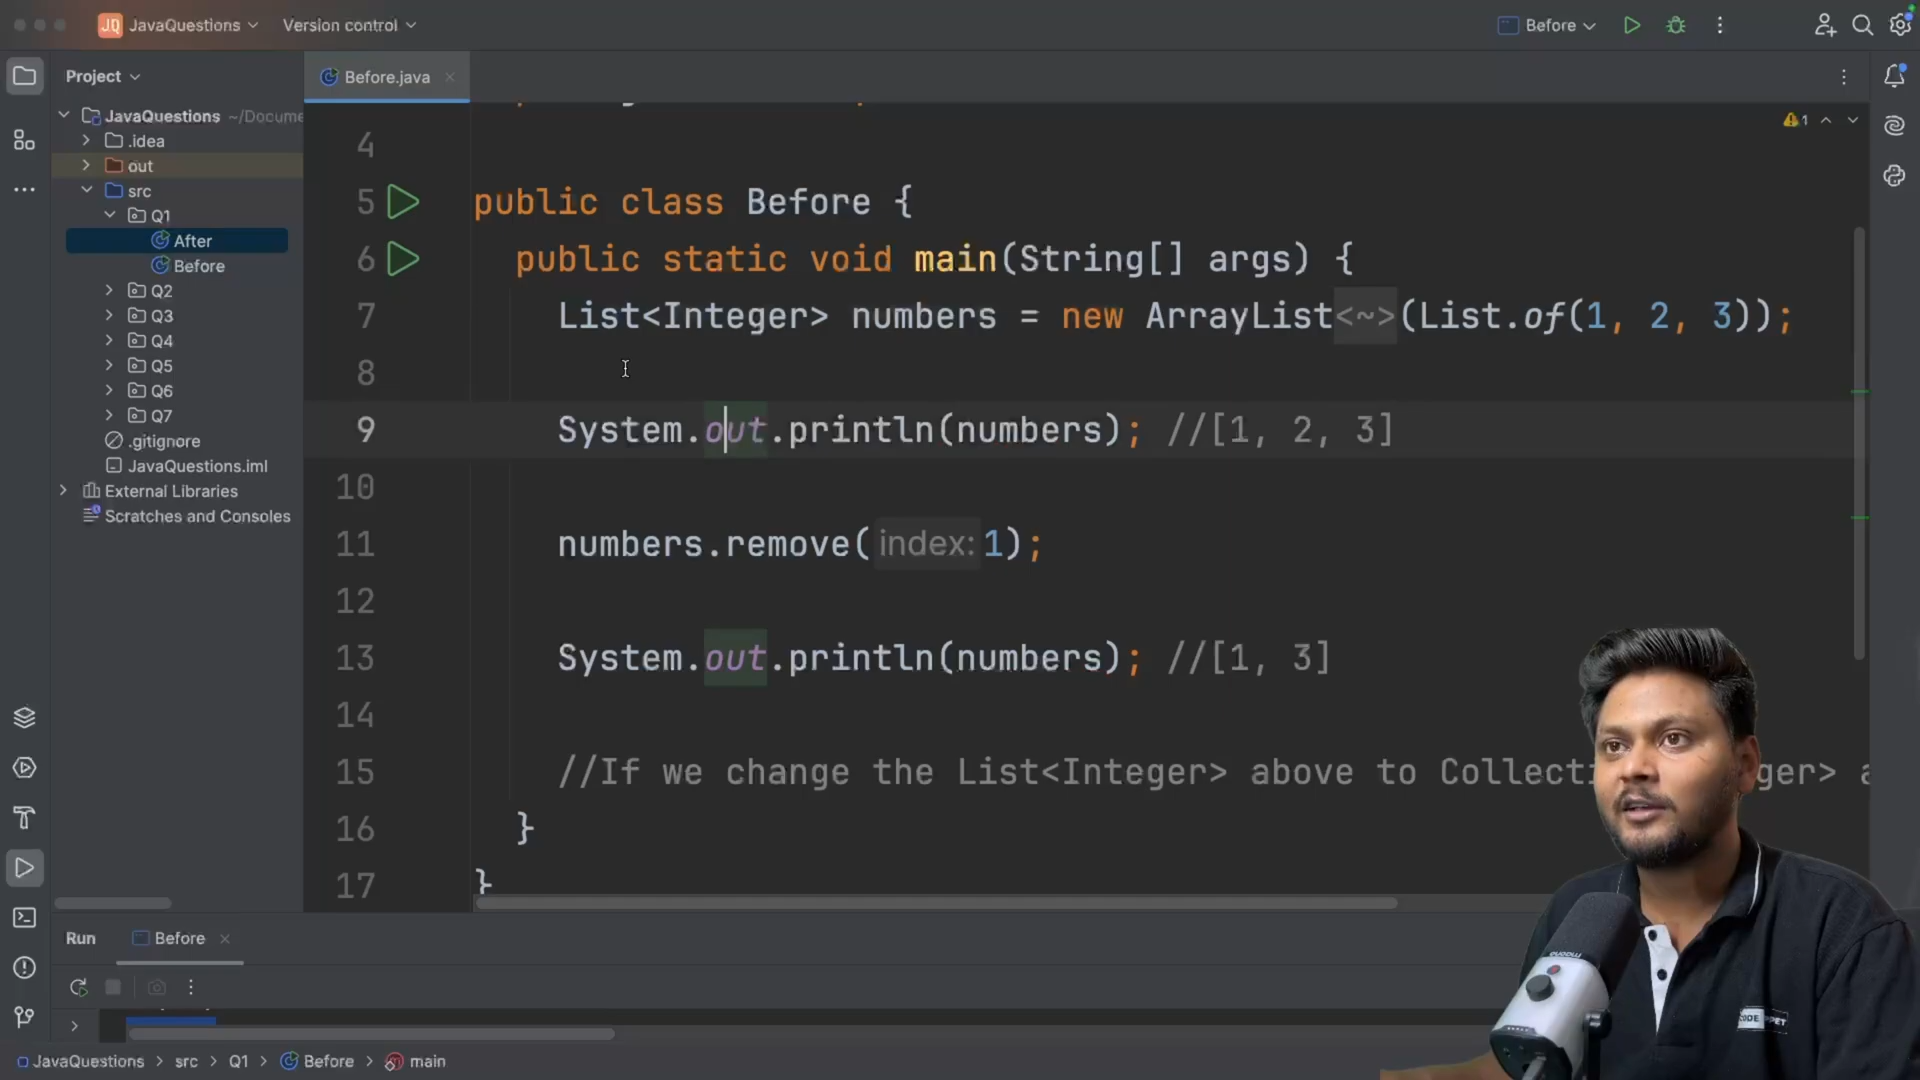 JQ JavaQuestions Version control Before
Project
Before.java
JavaQuestions ~/Docume
.idea
out
src
Q1
After
Before
Q2
Q3
Q4
Q5
Q6
Q7
.gitignore
JavaQuestions.iml
External Libraries
Scratches and Consoles
1
4
5 public class Before {
6 public static void main(String[] args) {
7 List<Integer> numbers = new ArrayList<~>(List.of(1, 2, 3));
8
9 System.out.println(numbers); //[1, 2, 3]
10
11 numbers.remove(index: 1);
12
13 System.out.println(numbers); //[1, 3]
14
15 //If we change the List<Integer> above to Collecti ger> a
16 }
17 }
Run Before
JavaQuestions > src > Q1 > Before > main